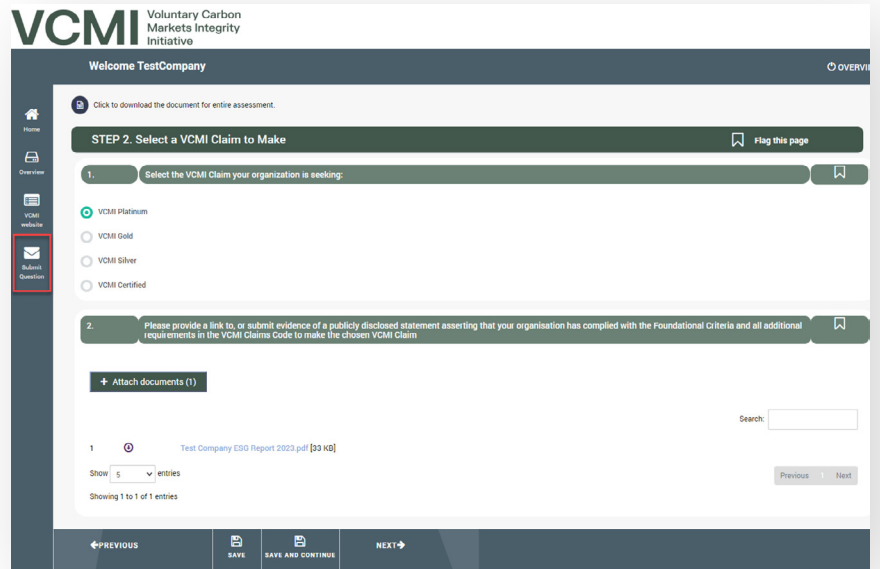 VCMI
Voluntary Carbon
Markets Integrity
Initiative
Welcome TestCompany
OVERVIE
Click to download the document for entire assessment.
Home
STEP 2. Select a VCMI Claim to Make
Flag this page
Overview
1.
Select the VCMI Claim your organization is seeking:
VCMI
website
VCMI Platinum
VCMI Gold
Submit
Question
VCMI Silver
VCMI Certified
2.
Please provide a link to, or submit evidence of a publicly disclosed statement asserting that your organisation has complied with the Foundational Criteria and all additional
requirements in the VCMI Claims Code to make the chosen VCMI Claim
+ Attach documents (1)
Search:
1
Test Company ESG Report 2023.pdf [33 KB]
Show 5 entries
Previous 1 Next
Showing 1 to 1 of 1 entries
PREVIOUS
SAVE
SAVE AND CONTINUE
NEXT